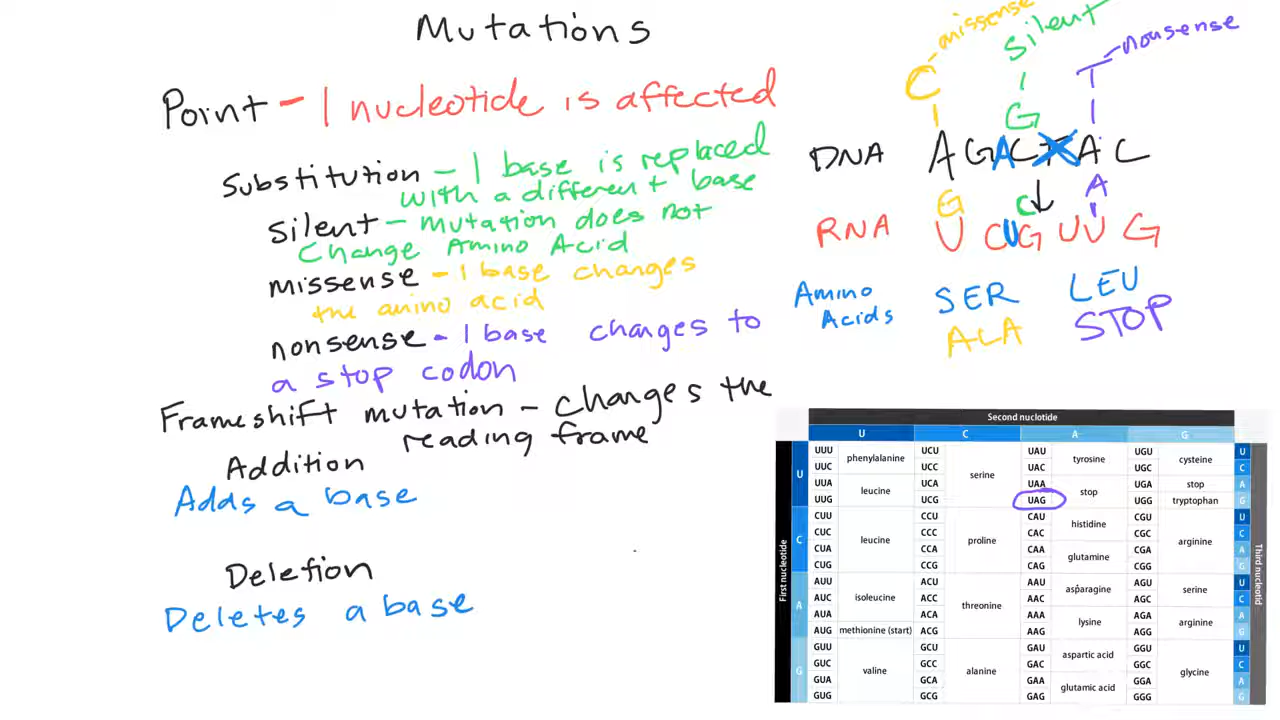 Mutations
Point - 1 nucleotide is affected
Substitution - 1 base is replaced
with a different base
Silent - mutation does not
change Amino Acid
missense - 1 base changes
the amino acid
nonsense - 1 base changes to
a stop codon
Frameshift mutation - changes the
reading frame
Addition
Adds a base
Deletion
Deletes a base
missense
Silent
nonsense
C G T
DNA A G A C T A C
G C A
RNA U C U G U U G
Amino
Acids
SER LEU
ALA STOP
Second nuclotide
U C A G
First nucleotide
Third nucleotid
U
UUU phenylalanine UCU serine UAU tyrosine UGU cysteine U
UUC UCC UAC UGC C
UUA leucine UCA UAA stop UGA stop A
UUG UCG UAG UGG tryptophan G
C
CUU leucine CCU proline CAU histidine CGU arginine U
CUC CCC CAC CGC C
CUA CCA CAA glutamine CGA A
CUG CCG CAG CGG G
A
AUU isoleucine ACU threonine AAU asparagine AGU serine U
AUC ACC AAC AGC C
AUA ACA AAA lysine AGA arginine A
AUG methionine (start) ACG AAG AGG G
G
GUU valine GCU alanine GAU aspartic acid GGU glycine U
GUC GCC GAC GGC C
GUA GCA GAA glutamic acid GGA A
GUG GCG GAG GGG G